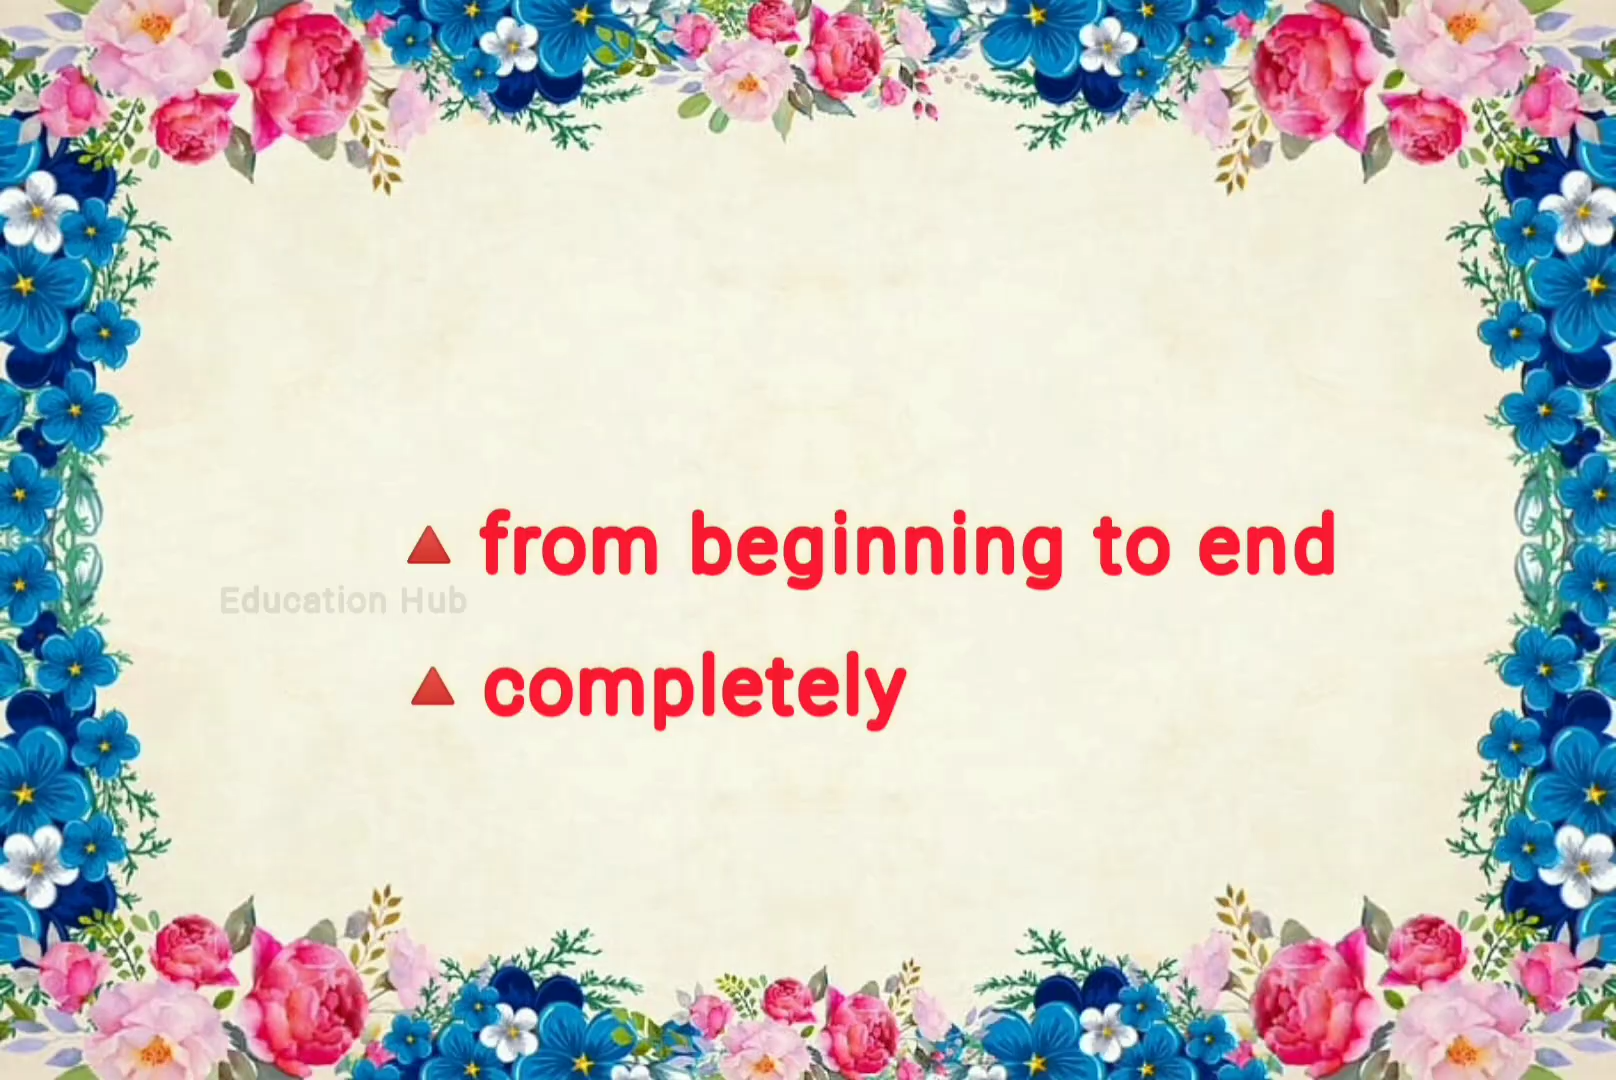 🔺 from beginning to end
Education Hub
🔺 completely